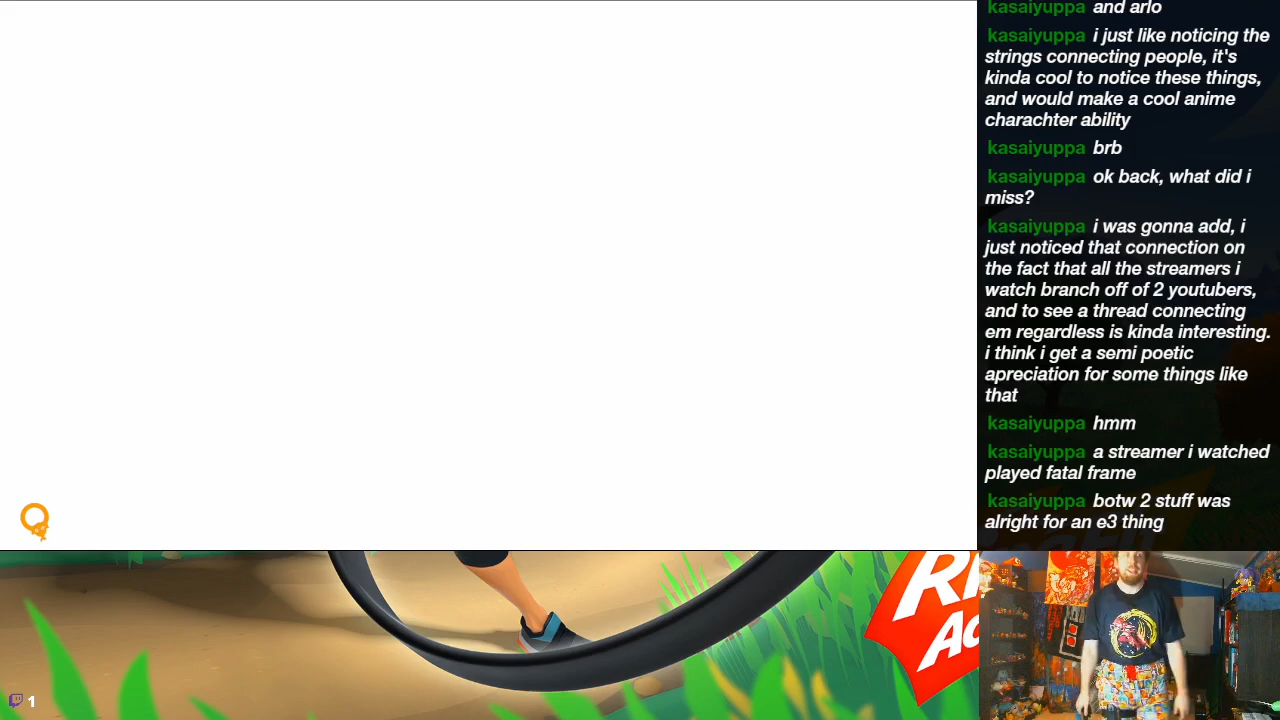 kasaiyuppa and arlo
kasaiyuppa i just like noticing the
strings connecting people, it's
kinda cool to notice these things,
and would make a cool anime
charachter ability
kasaiyuppa brb
kasaiyuppa ok back, what did i
miss?
kasaiyuppa i was gonna add, i
just noticed that connection on
the fact that all the streamers i
watch branch off of 2 youtubers,
and to see a thread connecting
em regardless is kinda interesting.
i think i get a semi poetic
apreciation for some things like
that
kasaiyuppa hmm
kasaiyuppa a streamer i watched
played fatal frame
kasaiyuppa botw 2 stuff was
alright for an e3 thing
1